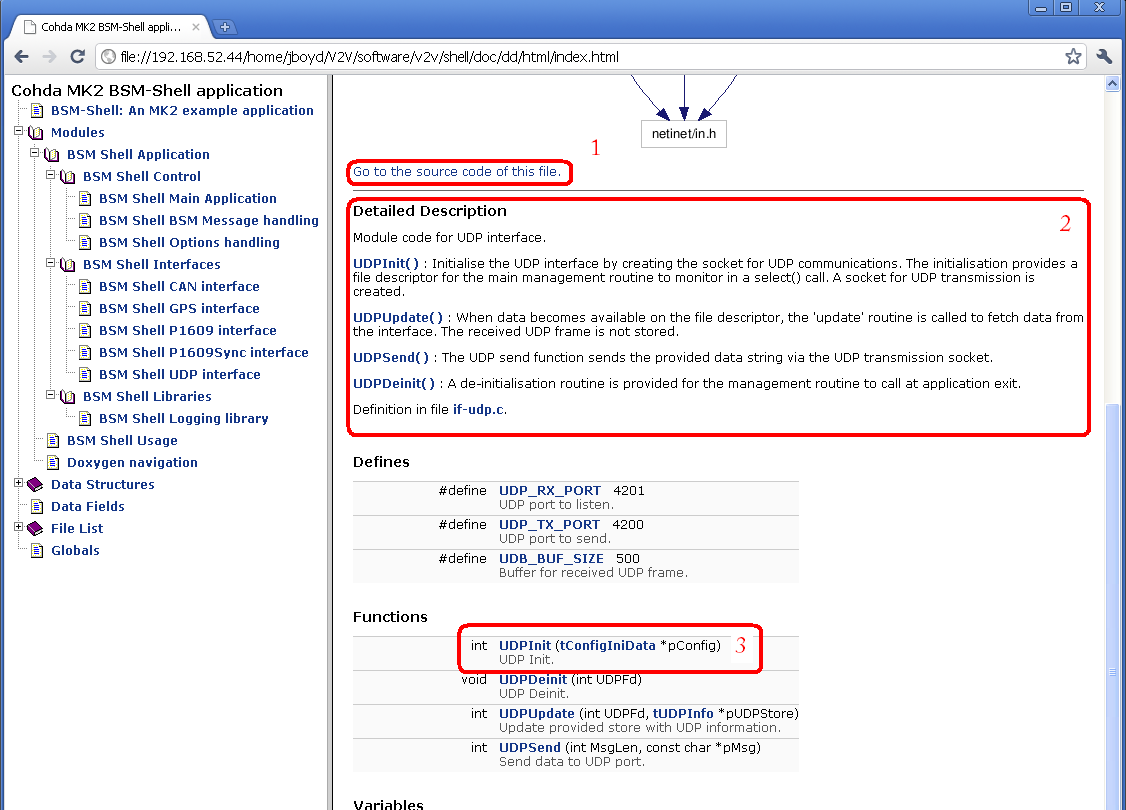 Cohda MK2 BSM-Shell appli...
file://192.168.52.44/home/jboyd/V2V/software/v2v/shell/doc/dd/html/index.html
Cohda MK2 BSM-Shell application
BSM-Shell: An MK2 example application
Modules
BSM Shell Application
BSM Shell Control
BSM Shell Main Application
BSM Shell BSM Message handling
BSM Shell Options handling
BSM Shell Interfaces
BSM Shell CAN interface
BSM Shell GPS interface
BSM Shell P1609 interface
BSM Shell P1609Sync interface
BSM Shell UDP interface
BSM Shell Libraries
BSM Shell Logging library
BSM Shell Usage
Doxygen navigation
Data Structures
Data Fields
File List
Globals
netinet/in.h
1
Go to the source code of this file.
Detailed Description
2
Module code for UDP interface.
UDPInit() : Initialise the UDP interface by creating the socket for UDP communications. The initialisation provides a
file descriptor for the main management routine to monitor in a select() call. A socket for UDP transmission is
created.
UDPUpdate() : When data becomes available on the file descriptor, the 'update' routine is called to fetch data from
the interface. The received UDP frame is not stored.
UDPSend() : The UDP send function sends the provided data string via the UDP transmission socket.
UDPDeinit() : A de-initialisation routine is provided for the management routine to call at application exit.
Definition in file if-udp.c.
Defines
#define UDP_RX_PORT 4201
UDP port to listen.
#define UDP_TX_PORT 4200
UDP port to send.
#define UDB_BUF_SIZE 500
Buffer for received UDP frame.
Functions
int UDPInit (tConfigIniData *pConfig) 3
UDP Init.
void UDPDeinit (int UDPFd)
UDP Deinit.
int UDPUpdate (int UDPFd, tUDPInfo *pUDPStore)
Update provided store with UDP information.
int UDPSend (int MsgLen, const char *pMsg)
Send data to UDP port.
Variables